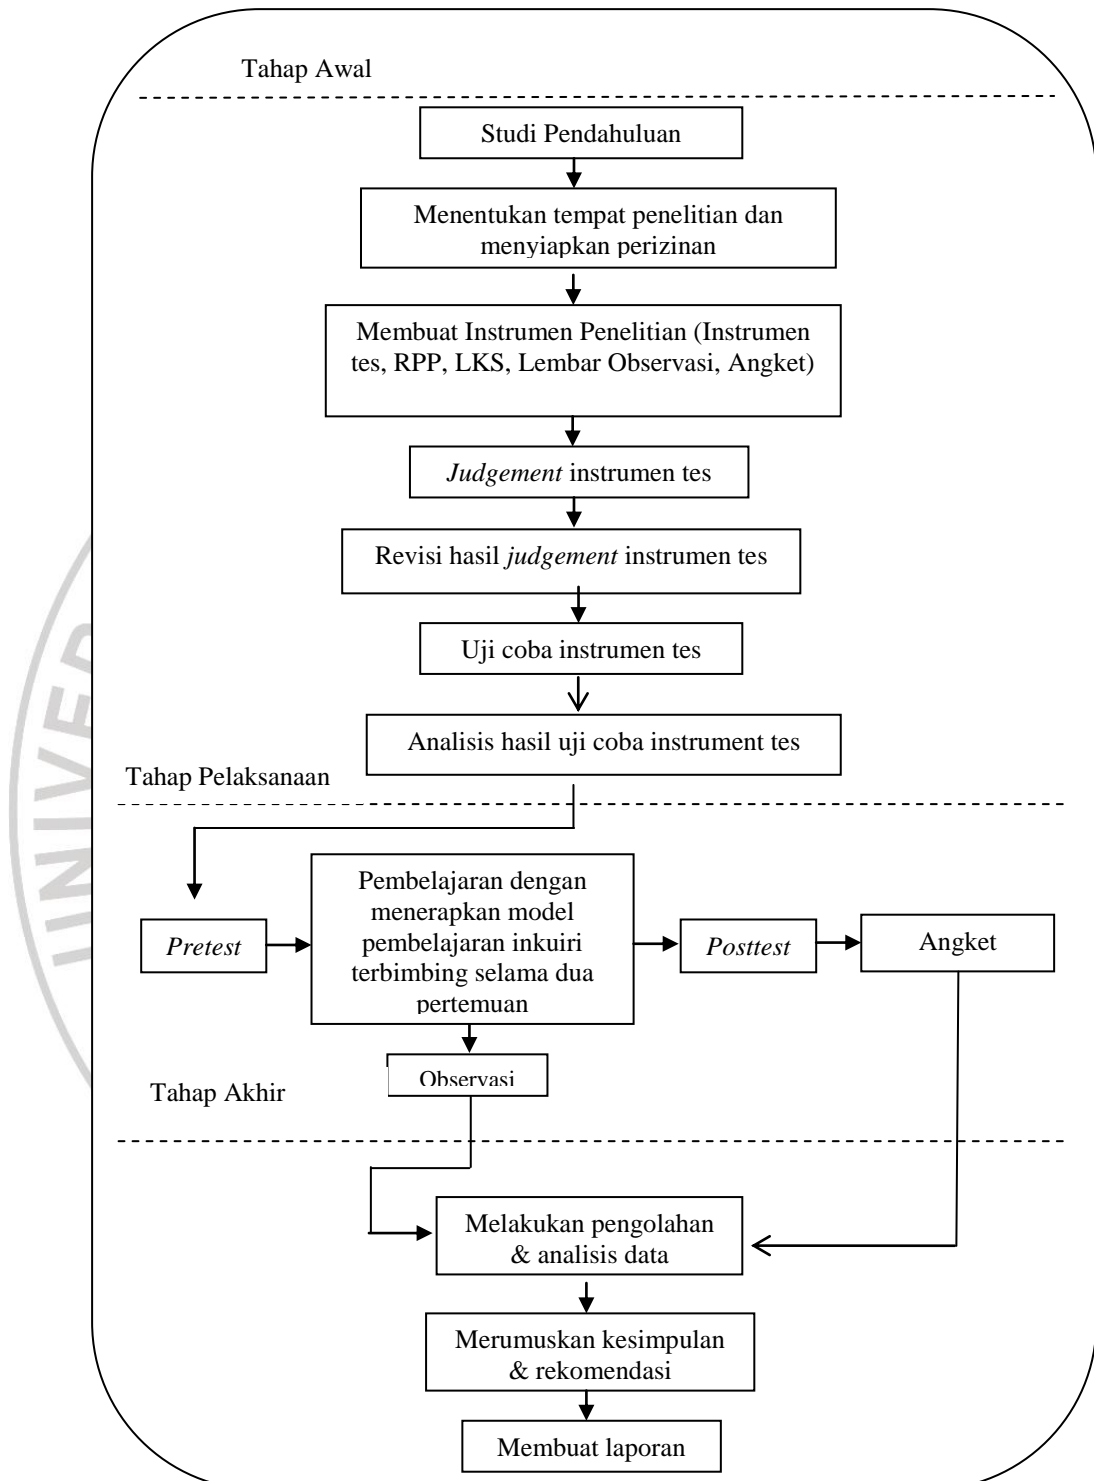 Tahap Awal
Studi Pendahuluan
Menentukan tempat penelitian dan
menyiapkan perizinan
Membuat Instrumen Penelitian (Instrumen
tes, RPP, LKS, Lembar Observasi, Angket)
Judgement instrumen tes
Revisi hasil judgement instrumen tes
Uji coba instrumen tes
Analisis hasil uji coba instrument tes
Tahap Pelaksanaan
Pretest
Pembelajaran dengan
menerapkan model
pembelajaran inkuiri
terbimbing selama dua
pertemuan
Posttest
Angket
Observasi
Tahap Akhir
Melakukan pengolahan
& analisis data
Merumuskan kesimpulan
& rekomendasi
Membuat laporan